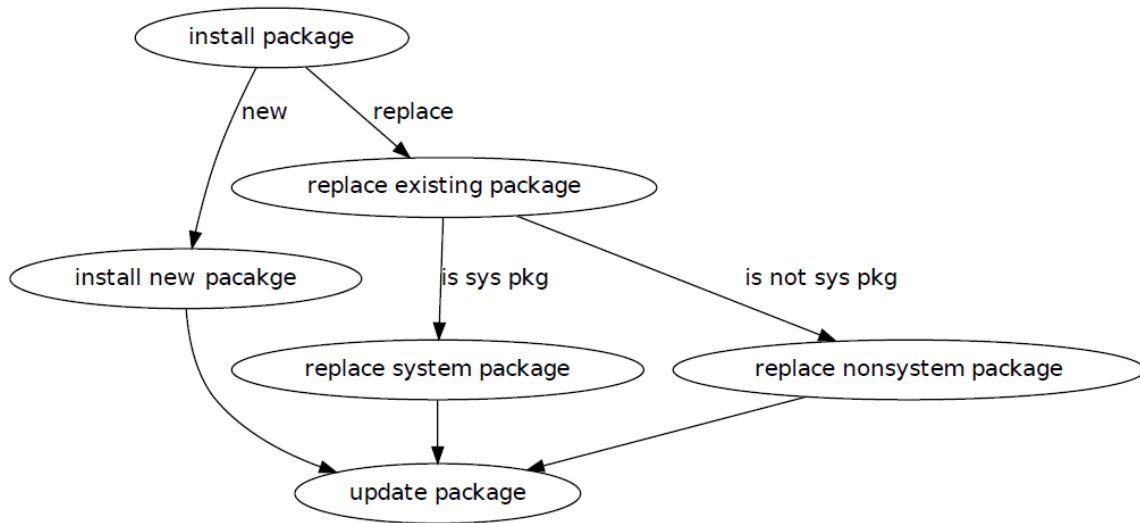 install package
new
replace
replace existing package
install new pacakge
is sys pkg
is not sys pkg
replace system package
replace nonsystem package
update package